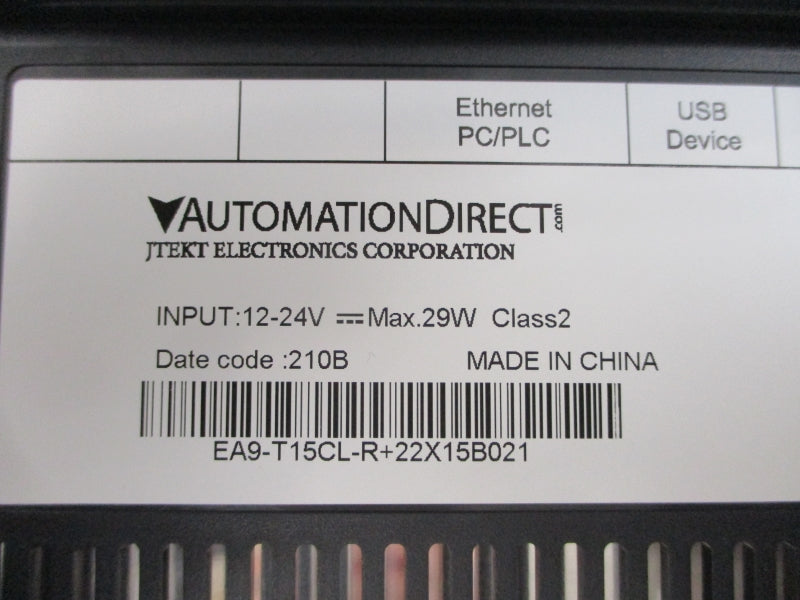 Ethernet
PC/PLC
USB
Device
AUTOMATIONDIRECT.com
JTEKT ELECTRONICS CORPORATION
INPUT:12-24V ⎓Max.29W Class2
Date code :210B MADE IN CHINA
EA9-T15CL-R+22X15B021